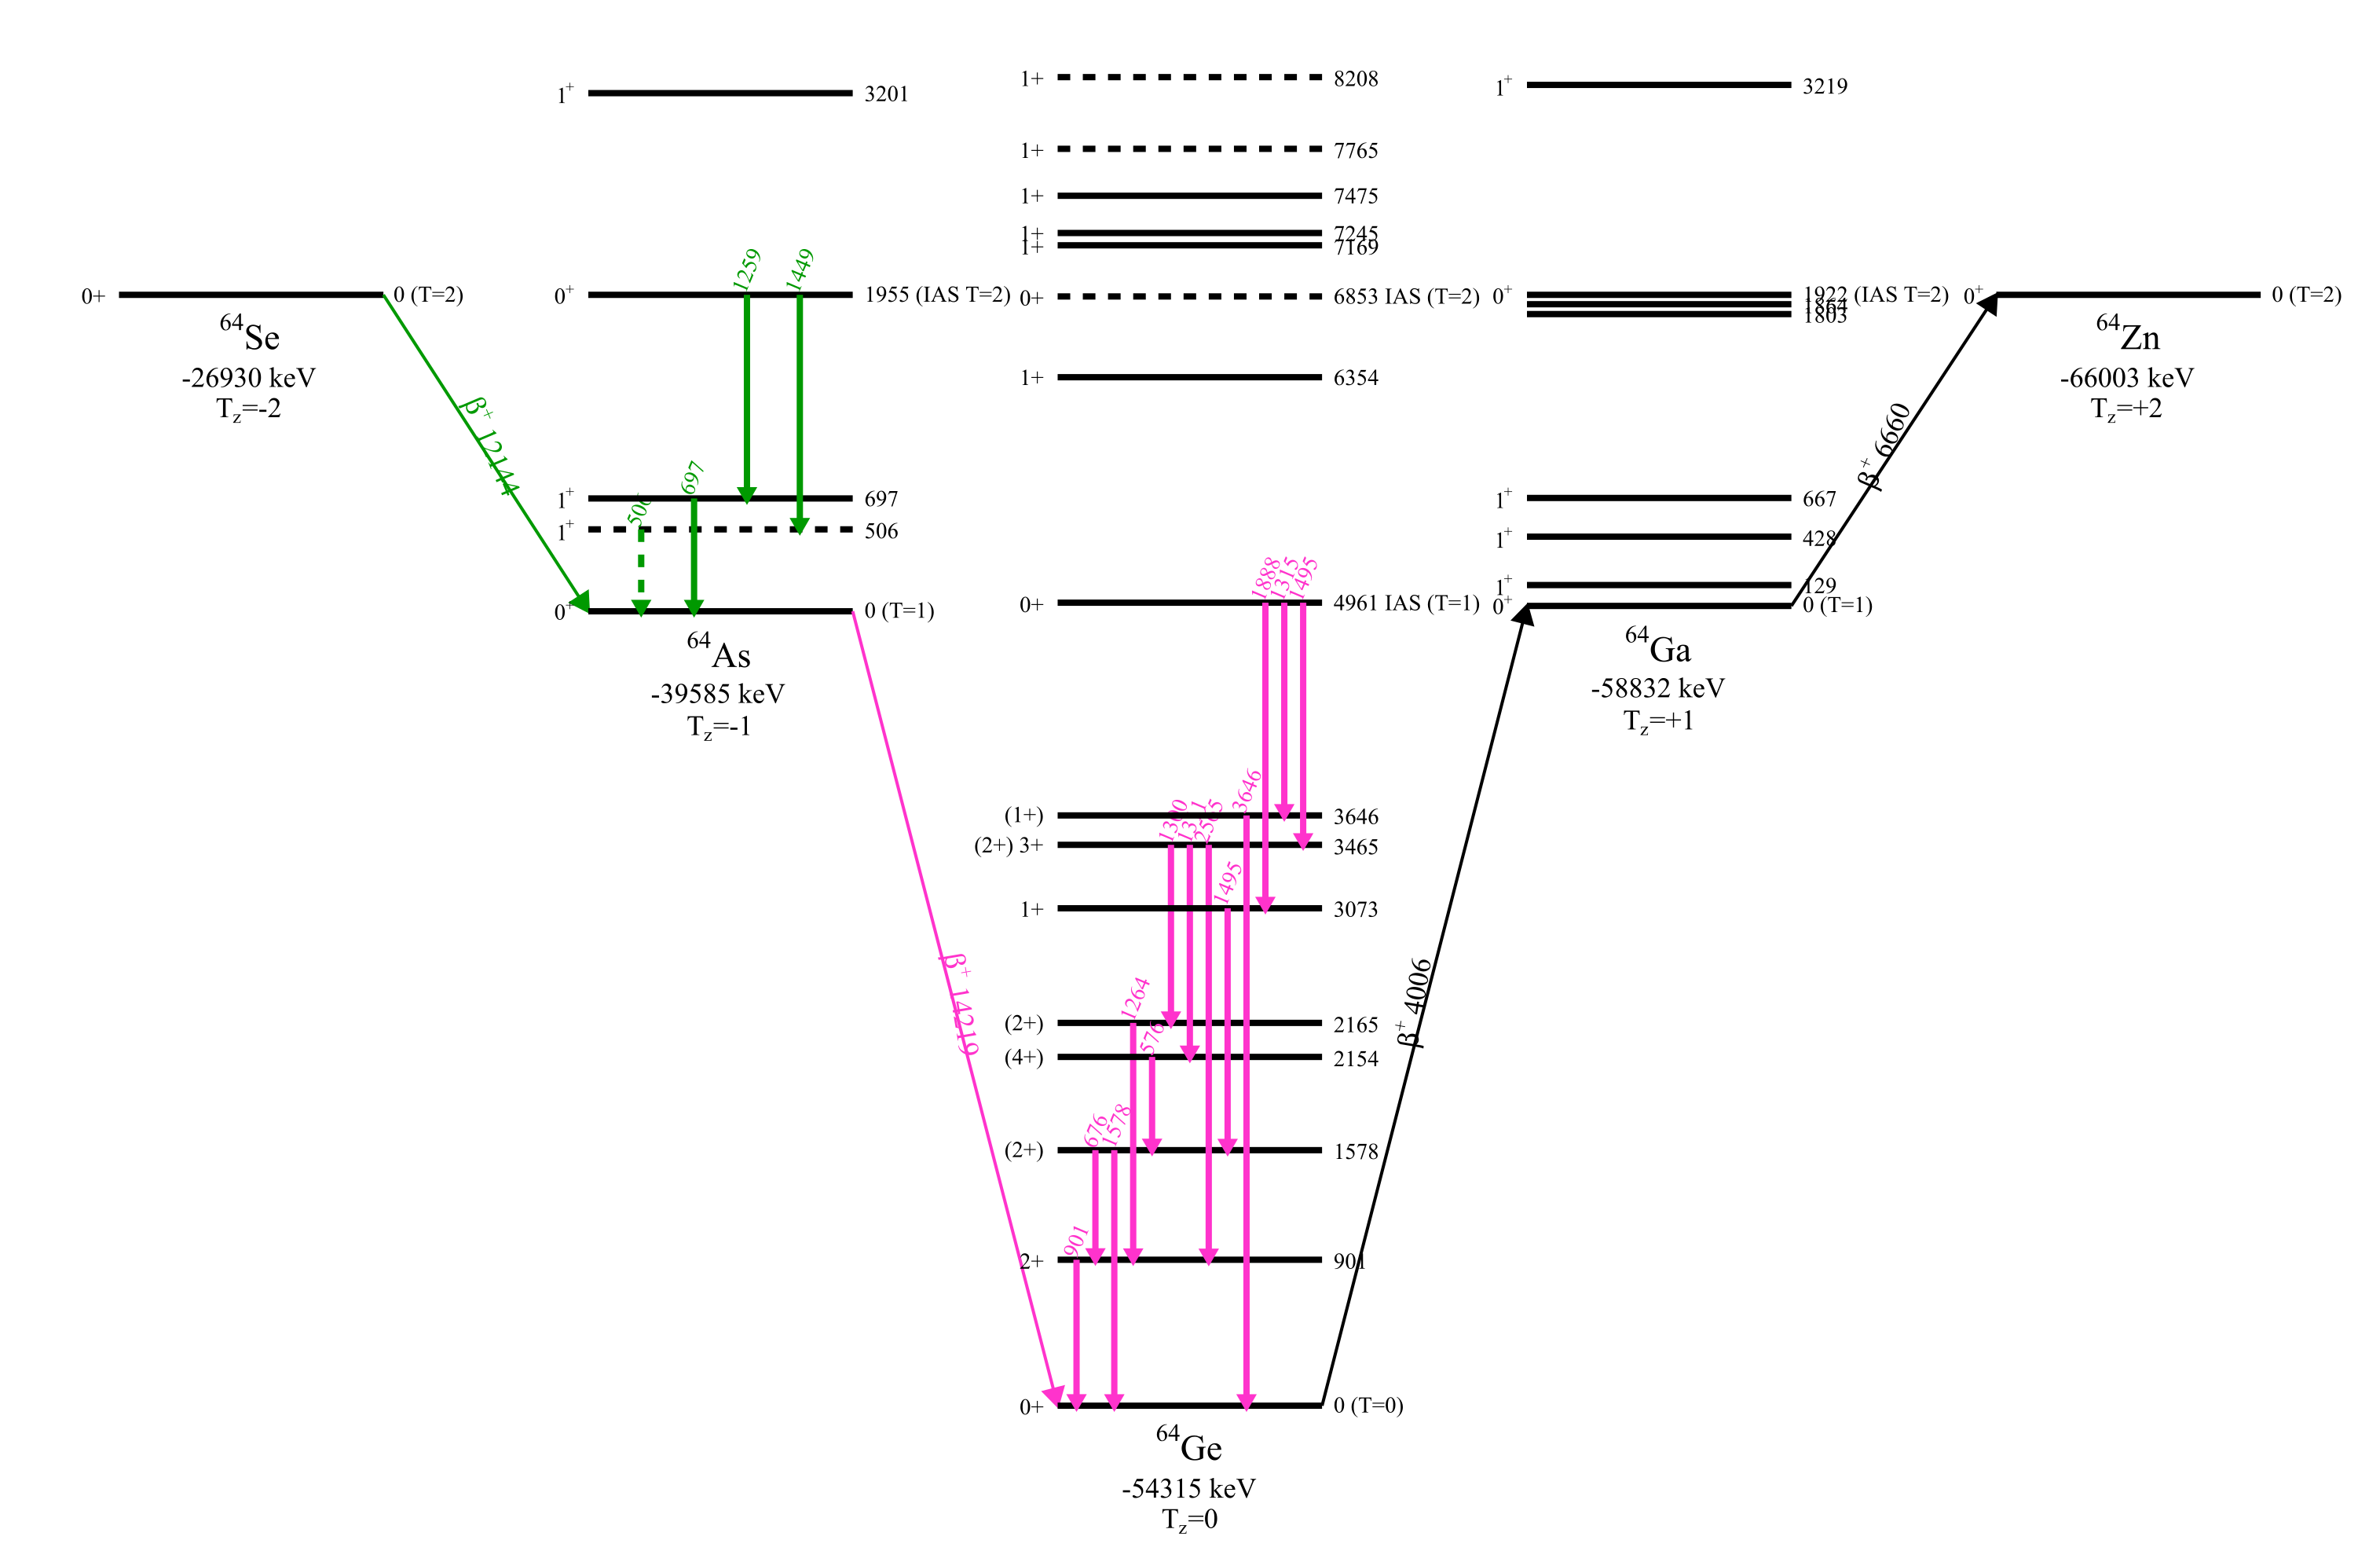 1+ 3201
1+ 8208
1+ 3219
1+ 7765
1+ 7475
1+ 7245
1+ 7169
1259
1449
0+ 0 (T=2)
0+ 1955 (IAS T=2)
0+ 6853 IAS (T=2)
0+ 1922 (IAS T=2)
1864
1803
0+ 0 (T=2)
64Se
-26930 keV
Tz=-2
64Zn
-66003 keV
Tz=+2
1+ 6354
β+ 12144
β+ 6660
697
1+ 697
506
1+ 506
1+ 667
1+ 428
1+ 129
0+ 0 (T=1)
0+ 0 (T=1)
1888
1315
1495
0+ 4961 IAS (T=1)
64As
-39585 keV
Tz=-1
64Ga
-58832 keV
Tz=+1
3646
(1+) 3646
1300
2565
(2+) 3+ 3465
1495
1+ 3073
β+ 14219
β+ 4006
1264
(2+) 2165
576
(4+) 2154
676
1578
(2+) 1578
901
2+ 901
0+ 0 (T=0)
64Ge
-54315 keV
Tz=0